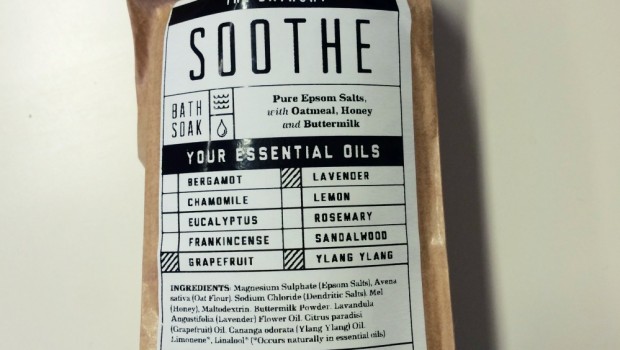 SOOTHE
BATH
SOAK
Pure Epsom Salts,
with Oatmeal, Honey
and Buttermilk
YOUR ESSENTIAL OILS
BERGAMOT
LAVENDER
CHAMOMILE
LEMON
EUCALYPTUS
ROSEMARY
FRANKINCENSE
SANDALWOOD
GRAPEFRUIT
YLANG YLANG
INGREDIENTS: Magnesium Sulphate (Epsom Salts), Avena
sativa (Oat Flour), Sodium Chloride (Dendritic Salts), Mel
(Honey), Maltodextrin, Buttermilk Powder, Lavandula
Angustifolia (Lavender) Flower Oil, Citrus paradisi
(Grapefruit) Oil, Cananga odorata (Ylang Ylang) Oil,
Limonene*, Linalool* (*Occurs naturally in essential oils)